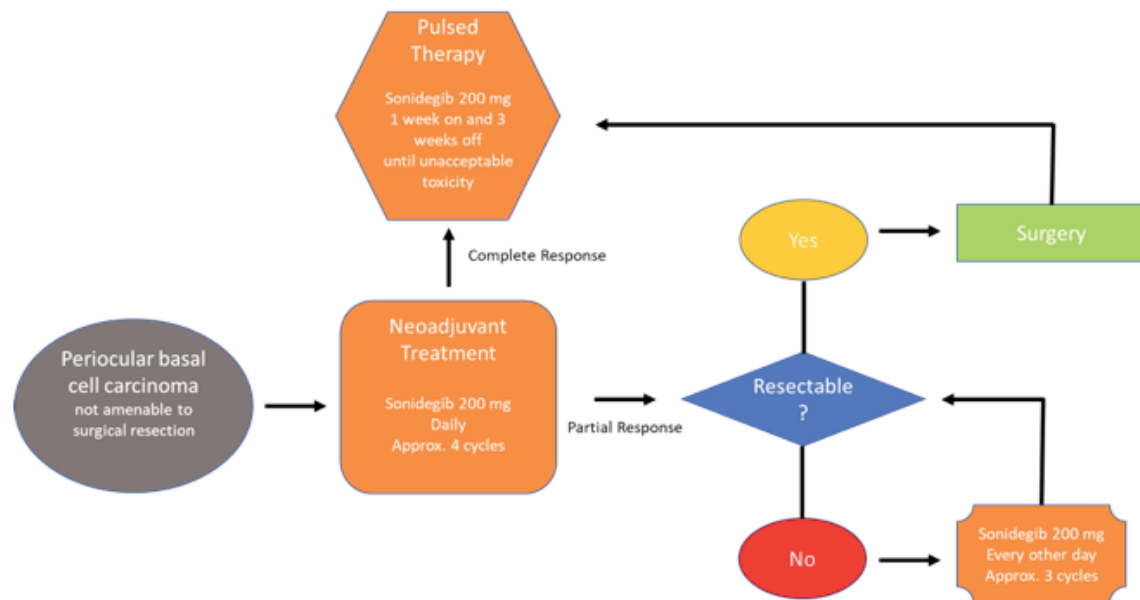 Pulsed
Therapy
Sonidegib 200 mg
1 week on and 3
weeks off
until unacceptable
toxicity
Complete Response
Yes
Surgery
Periocular basal
cell carcinoma
not amenable to
surgical resection
Neoadjuvant
Treatment
Sonidegib 200 mg
Daily
Approx. 4 cycles
Partial Response
Resectable
?
No
Sonidegib 200 mg
Every other day
Approx. 3 cycles